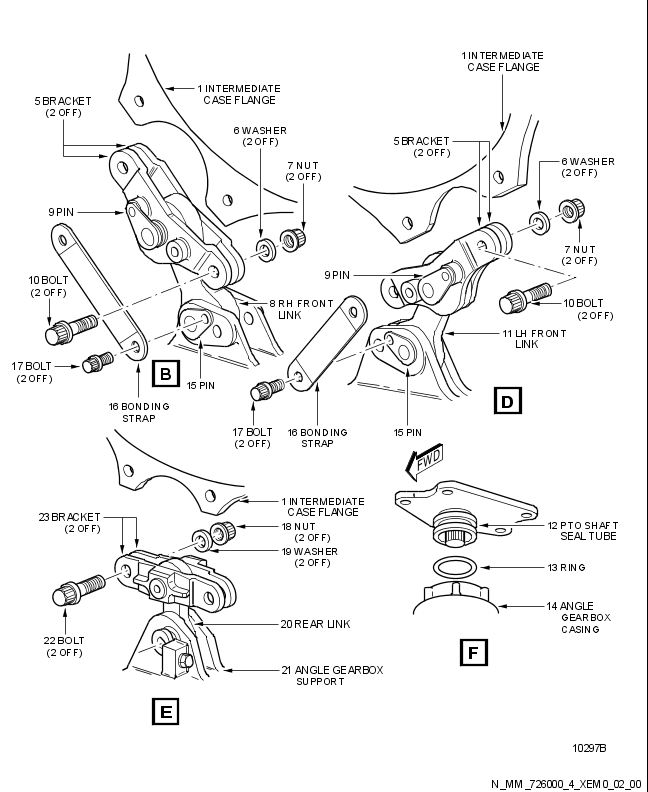 1 INTERMEDIATE
CASE FLANGE
5 BRACKET
(2 OFF)
6 WASHER
(2 OFF)
7 NUT
(2 OFF)
9 PIN
10 BOLT
(2 OFF)
8 RH FRONT
LINK
17 BOLT
(2 OFF)
B
15 PIN
16 BONDING
STRAP
1 INTERMEDIATE
CASE FLANGE
5 BRACKET
(2 OFF)
6 WASHER
(2 OFF)
7 NUT
(2 OFF)
9 PIN
10 BOLT
(2 OFF)
11 LH FRONT
LINK
D
17 BOLT
(2 OFF)
16 BONDING
STRAP
15 PIN
1 INTERMEDIATE
CASE FLANGE
23 BRACKET
(2 OFF)
18 NUT
(2 OFF)
19 WASHER
(2 OFF)
22 BOLT
(2 OFF)
20 REAR LINK
21 ANGLE GEARBOX
SUPPORT
E
FWD
12 PTO SHAFT
SEAL TUBE
13 RING
14 ANGLE
GEARBOX
CASING
F
10297B
N_MM_726000_4_XEM0_02_00